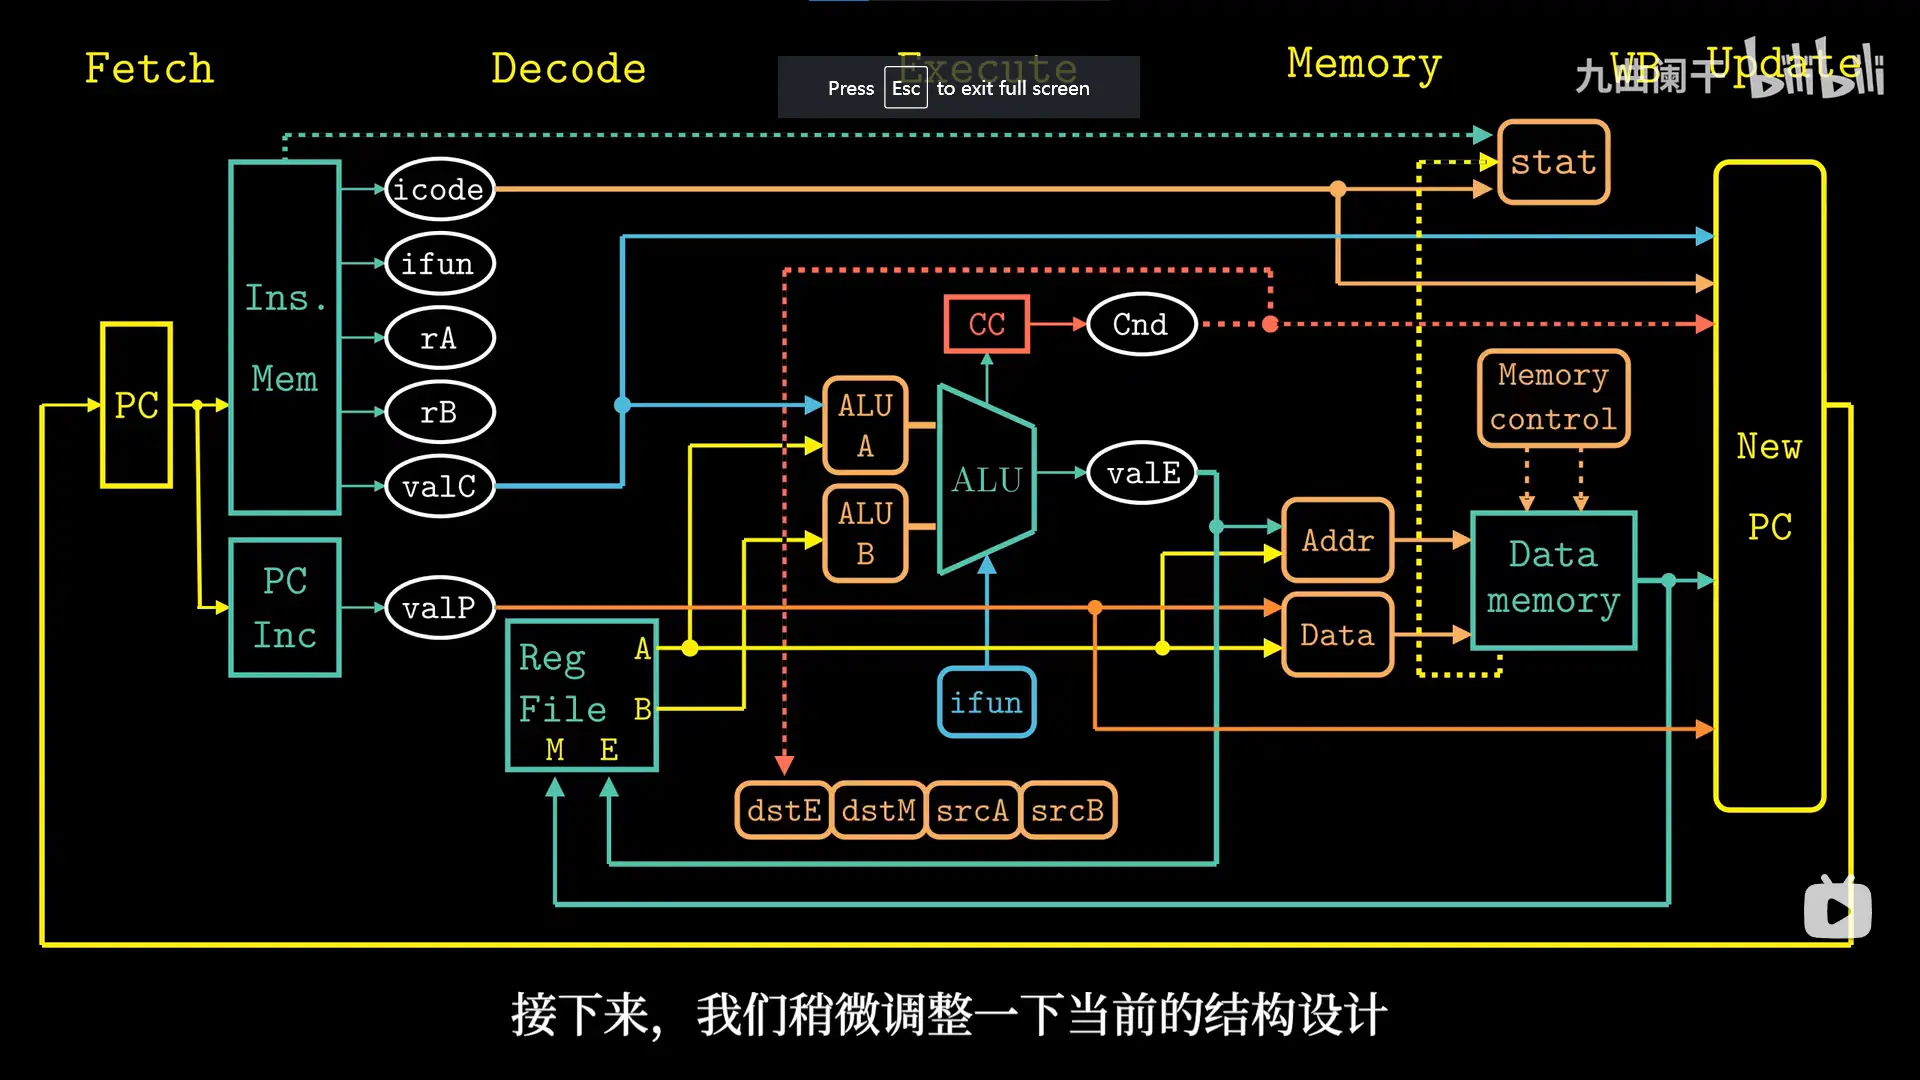 Fetch
Decode
Execute
Memory
WB
Update
九曲阑干
bilibili
Press Esc to exit full screen
stat
icode
ifun
rA
rB
valC
Ins.
Mem
PC
PC
Inc
valP
CC
Cnd
ALU
A
ALU
B
ALU
valE
ifun
Reg
File
A
B
M E
dstE dstM srcA srcB
Addr
Data
Memory
control
Data
memory
New
PC
接下来，我们稍微调整一下当前的结构设计